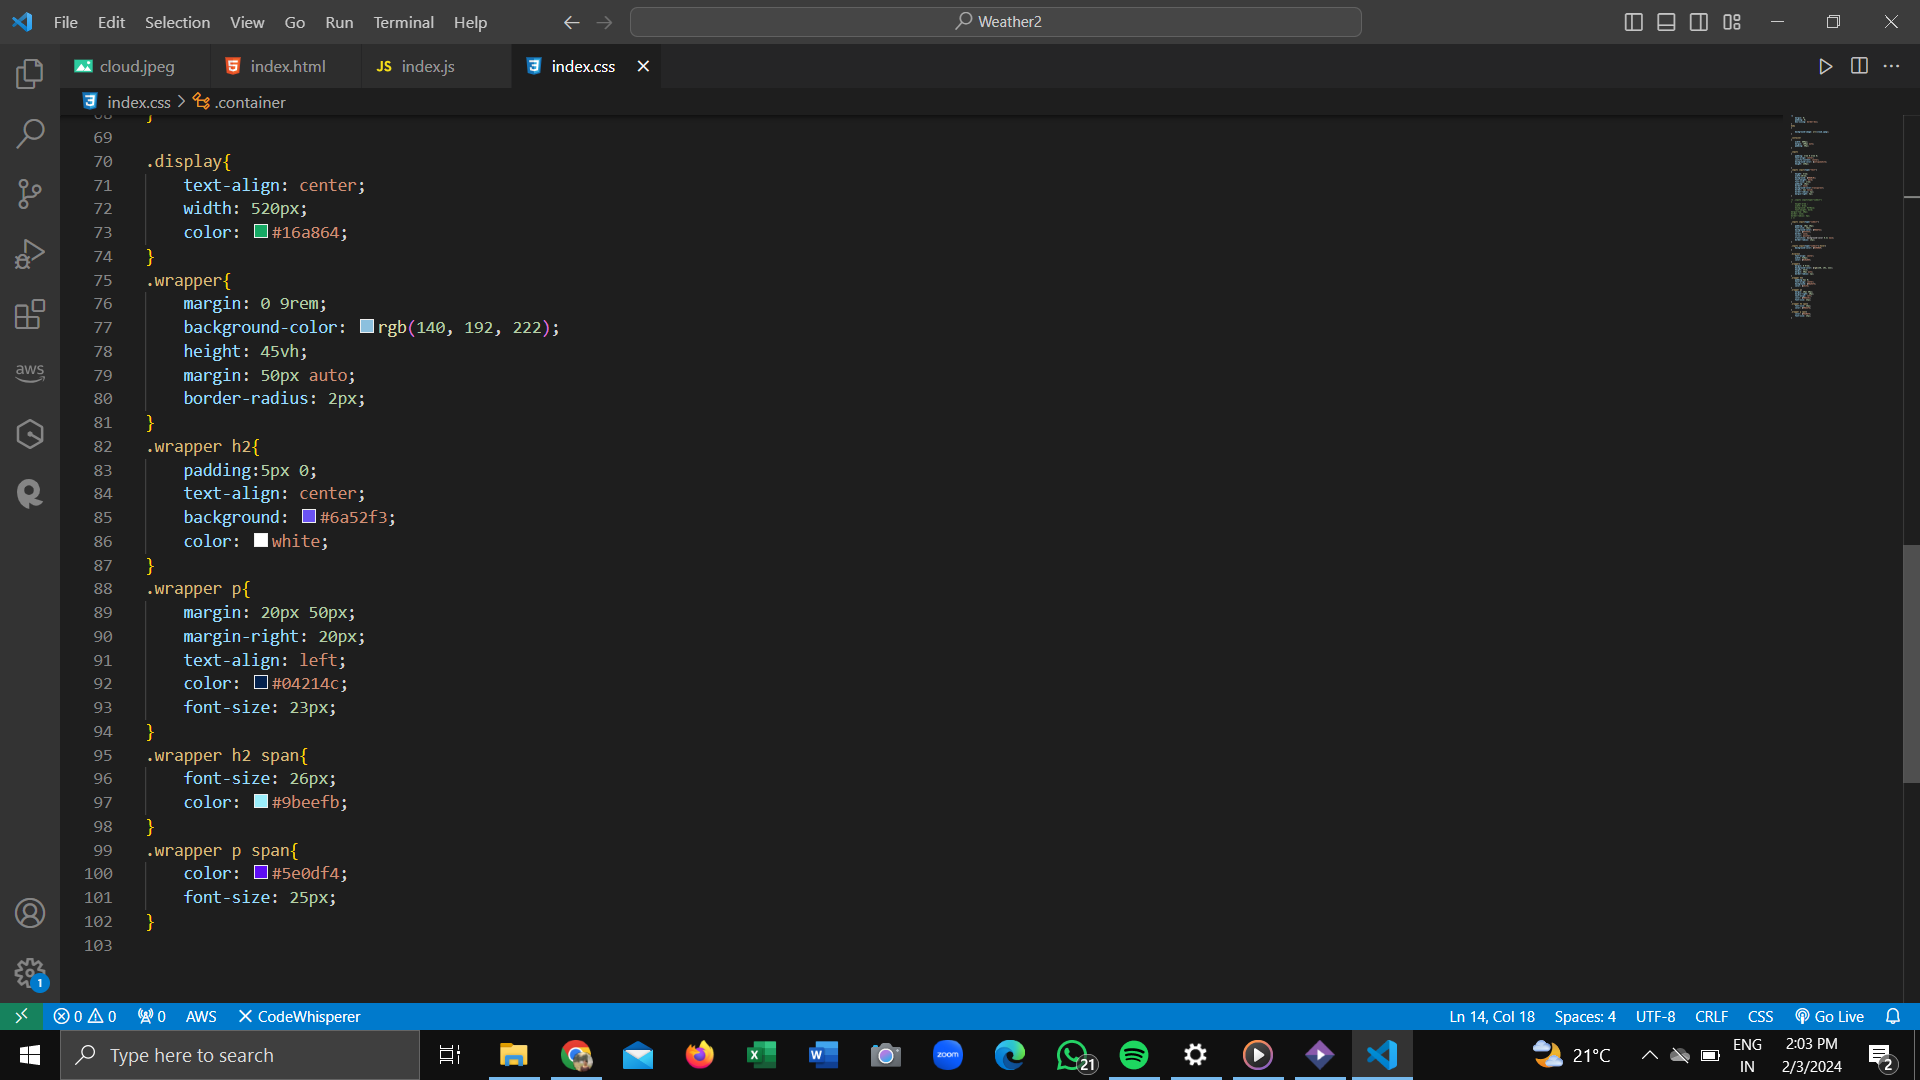 File Edit Selection View Go Run Terminal Help
Weather2
cloud.jpeg
index.html
JS index.js
index.css
index.css > .container
68 }
69
70 .display{
71 text-align: center;
72 width: 520px;
73 color: #16a864;
74 }
75 .wrapper{
76 margin: 0 9rem;
77 background-color: rgb(140, 192, 222);
78 height: 45vh;
79 margin: 50px auto;
80 border-radius: 2px;
81 }
82 .wrapper h2{
83 padding:5px 0;
84 text-align: center;
85 background: #6a52f3;
86 color: white;
87 }
88 .wrapper p{
89 margin: 20px 50px;
90 margin-right: 20px;
91 text-align: left;
92 color: #04214c;
93 font-size: 23px;
94 }
95 .wrapper h2 span{
96 font-size: 26px;
97 color: #9beefb;
98 }
99 .wrapper p span{
100 color: #5e0df4;
101 font-size: 25px;
102 }
103
aws
1
0 0 0 AWS CodeWhisperer
Ln 14, Col 18 Spaces: 4 UTF-8 CRLF CSS Go Live
Type here to search
zoom
21
21°C
ENG
IN
2:03 PM
2/3/2024
2